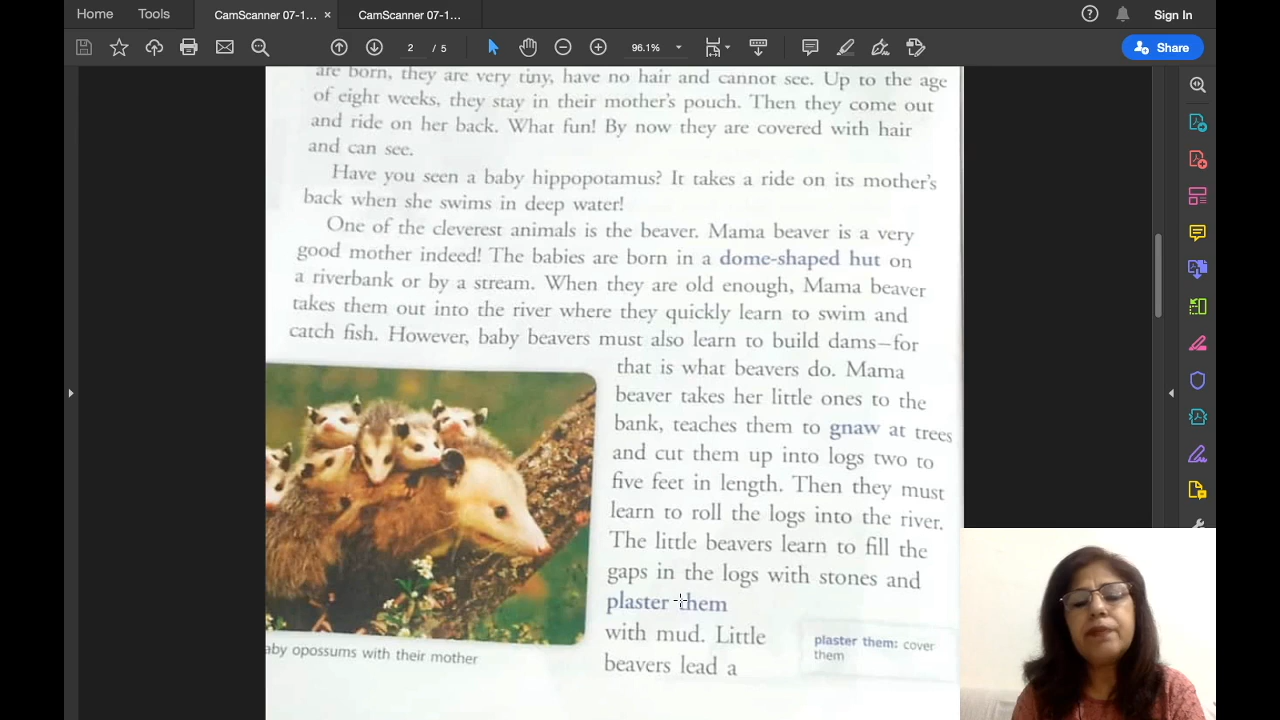 Home Tools CamScanner 07-1... × CamScanner 07-1... Sign In
2 / 5 96.1% Share
are born, they are very tiny, have no hair and cannot see. Up to the age
of eight weeks, they stay in their mother's pouch. Then they come out
and ride on her back. What fun! By now they are covered with hair
and can see.
Have you seen a baby hippopotamus? It takes a ride on its mother's
back when she swims in deep water!
One of the cleverest animals is the beaver. Mama beaver is a very
good mother indeed! The babies are born in a dome-shaped hut on
a riverbank or by a stream. When they are old enough, Mama beaver
takes them out into the river where they quickly learn to swim and
catch fish. However, baby beavers must also learn to build dams—for
that is what beavers do. Mama
beaver takes her little ones to the
bank, teaches them to gnaw at trees
and cut them up into logs two to
five feet in length. Then they must
learn to roll the logs into the river.
The little beavers learn to fill the
gaps in the logs with stones and
plaster them
with mud. Little
beavers lead a
plaster them: cover
them
aby opossums with their mother